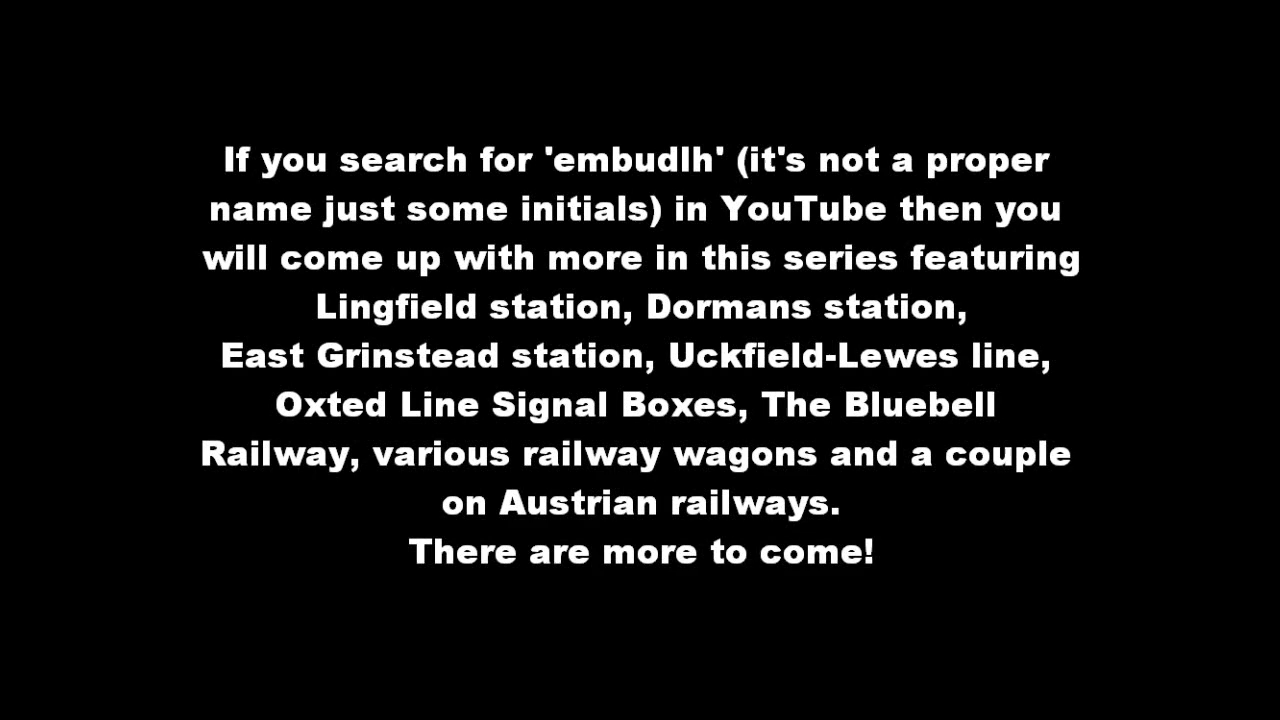 If you search for 'embudlh' (it's not a proper
name just some initials) in YouTube then you
will come up with more in this series featuring
Lingfield station, Dormans station,
East Grinstead station, Uckfield-Lewes line,
Oxted Line Signal Boxes, The Bluebell
Railway, various railway wagons and a couple
on Austrian railways.
There are more to come!